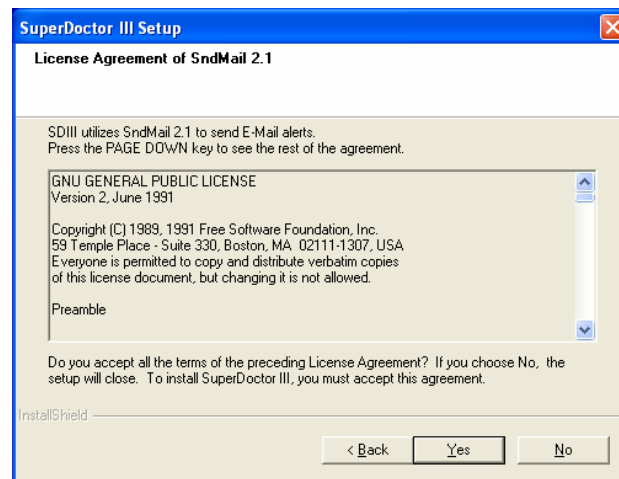 SuperDoctor III Setup
License Agreement of SndMail 2.1
SDIII utilizes SndMail 2.1 to send E-Mail alerts.
Press the PAGE DOWN key to see the rest of the agreement.
GNU GENERAL PUBLIC LICENSE
Version 2, June 1991
Copyright (C) 1989, 1991 Free Software Foundation, Inc.
59 Temple Place - Suite 330, Boston, MA  02111-1307, USA
Everyone is permitted to copy and distribute verbatim copies
of this license document, but changing it is not allowed.
Preamble
Do you accept all the terms of the preceding License Agreement?  If you choose No,  the
setup will close.  To install SuperDoctor III, you must accept this agreement.
InstallShield
< Back
Yes
No